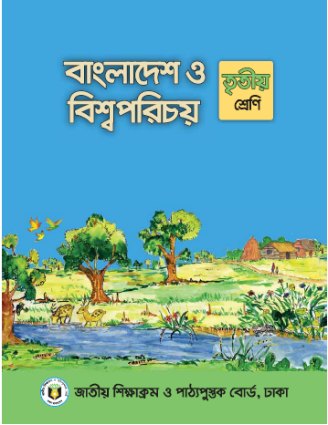 বাংলাদেশ ও
বিশ্বপরিচয়
তৃতীয়
শ্রেণি
জাতীয় শিক্ষাক্রম ও পাঠ্যপুস্তক বোর্ড, ঢাকা